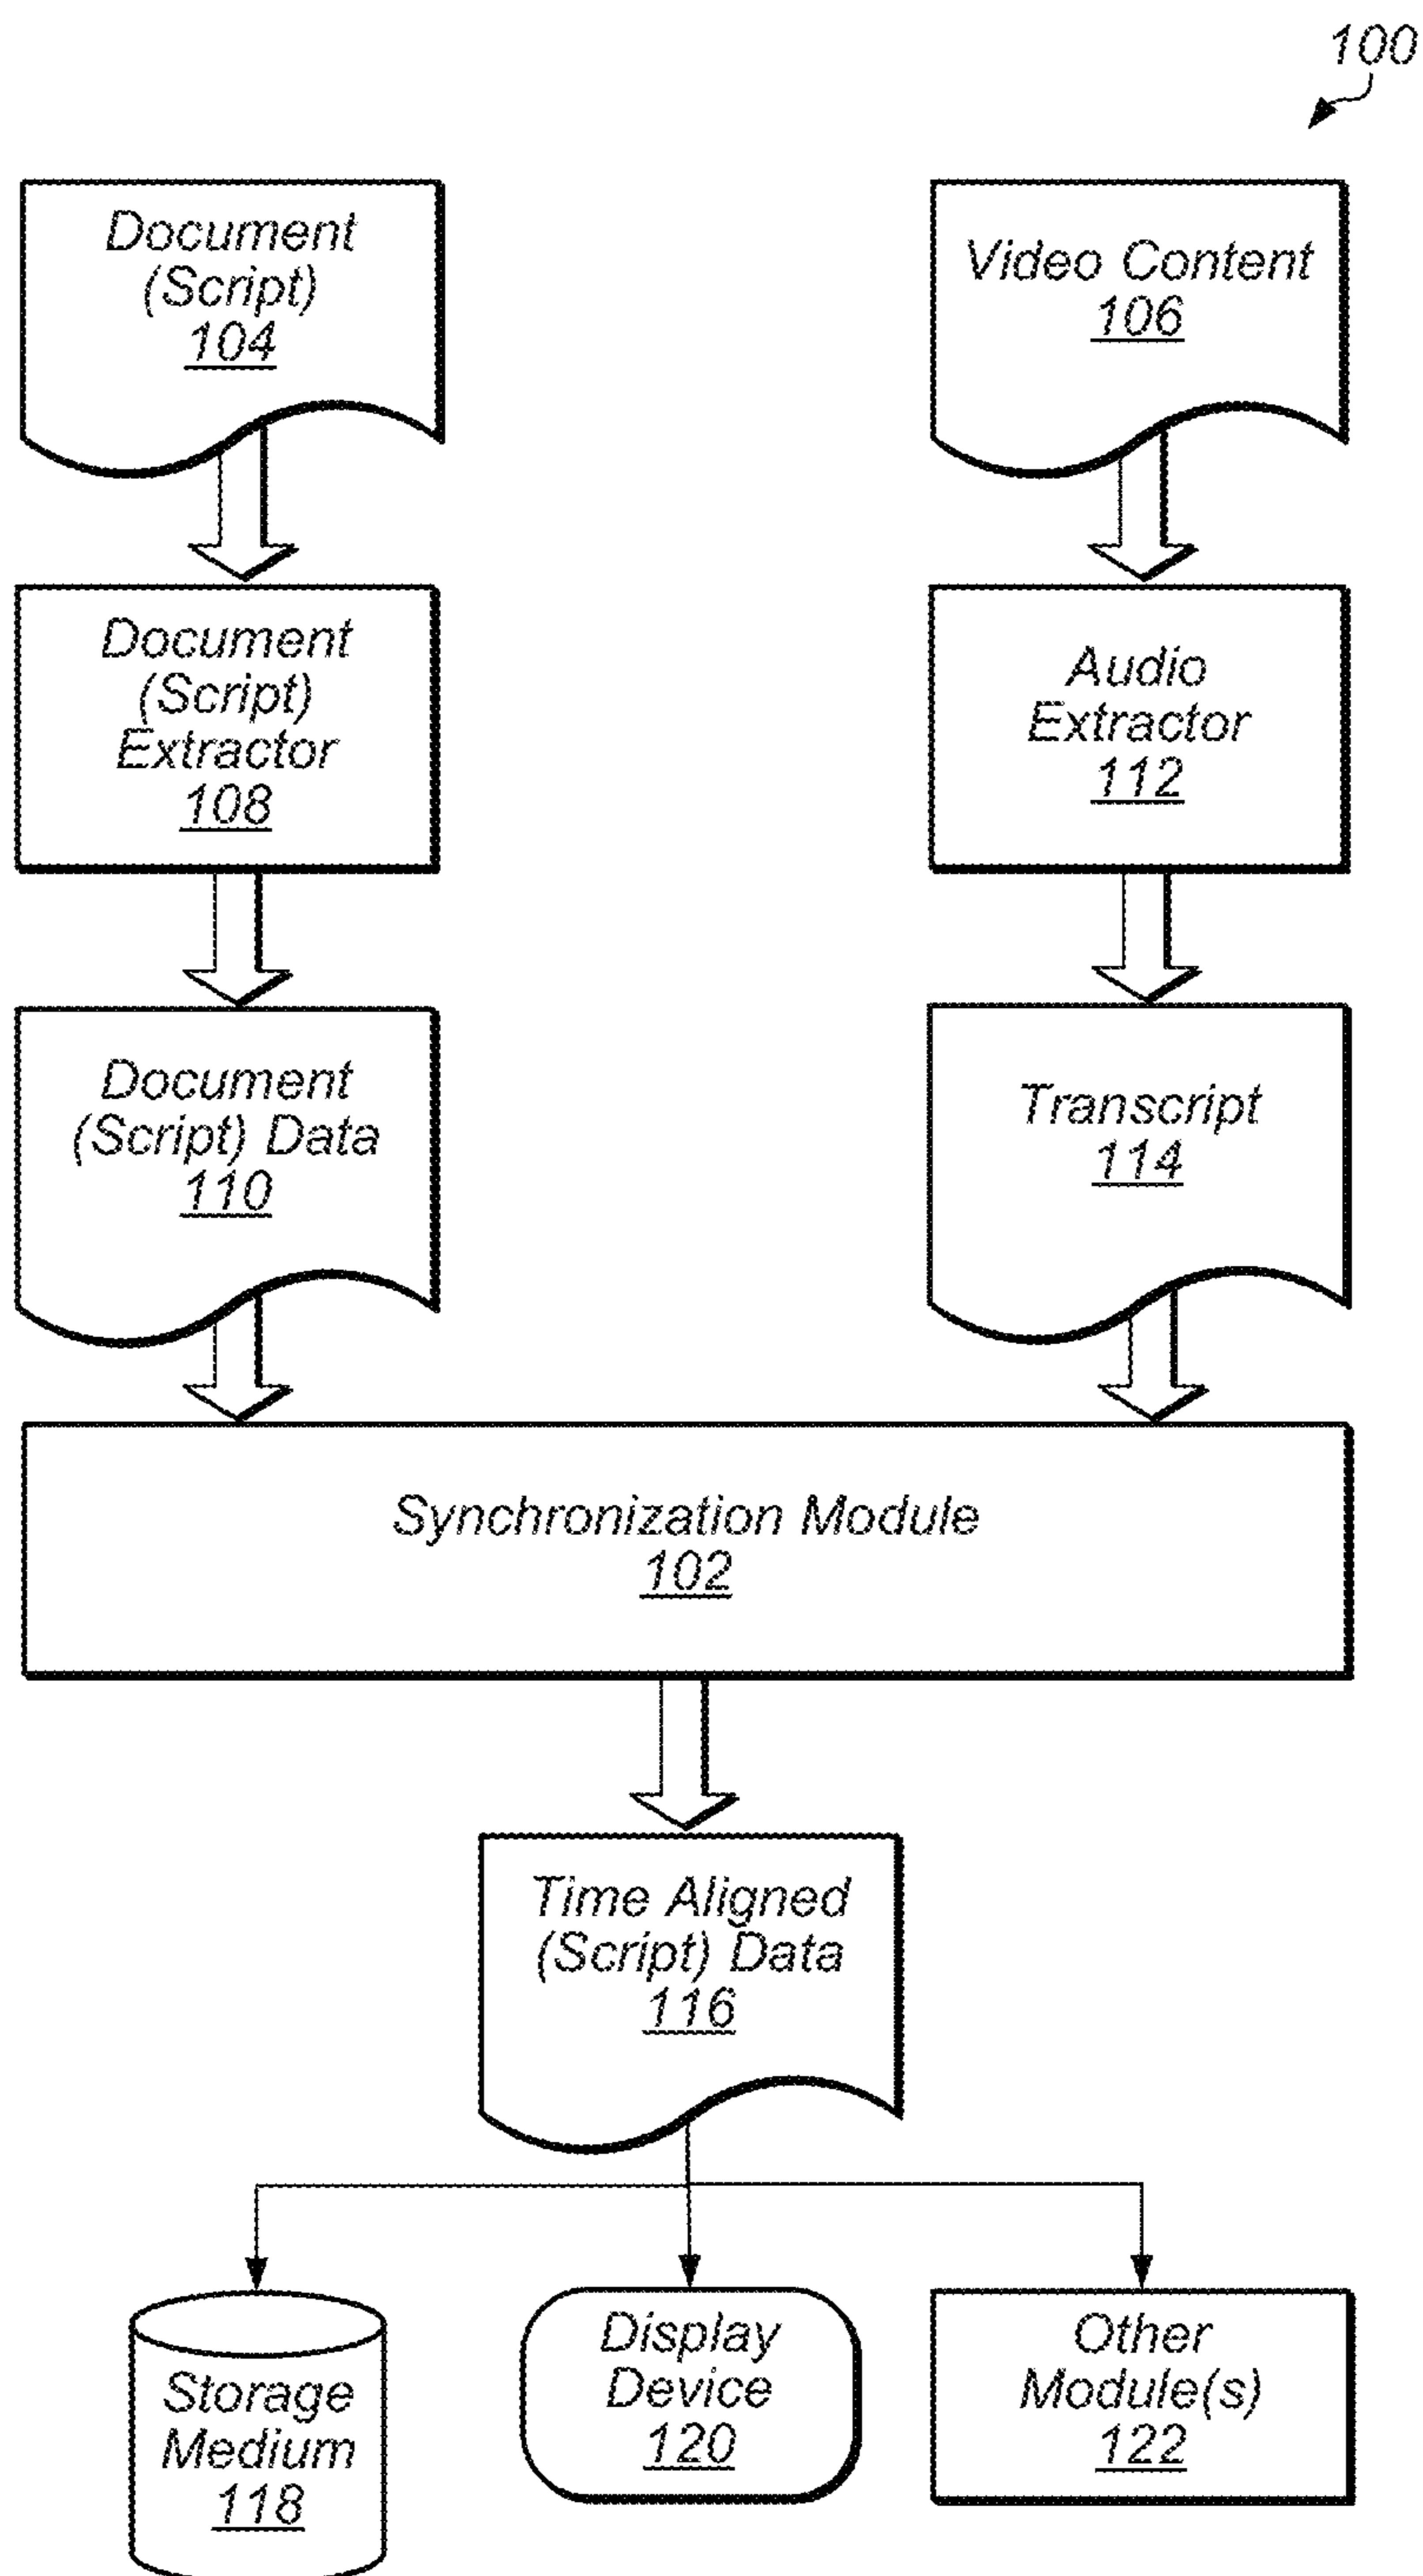 100
Document
(Script)
104
Video Content
106
Document
(Script)
Extractor
108
Audio
Extractor
112
Document
(Script) Data
110
Transcript
114
Synchronization Module
102
Time Aligned
(Script) Data
116
Storage
Medium
118
Display
Device
120
Other
Module(s)
122